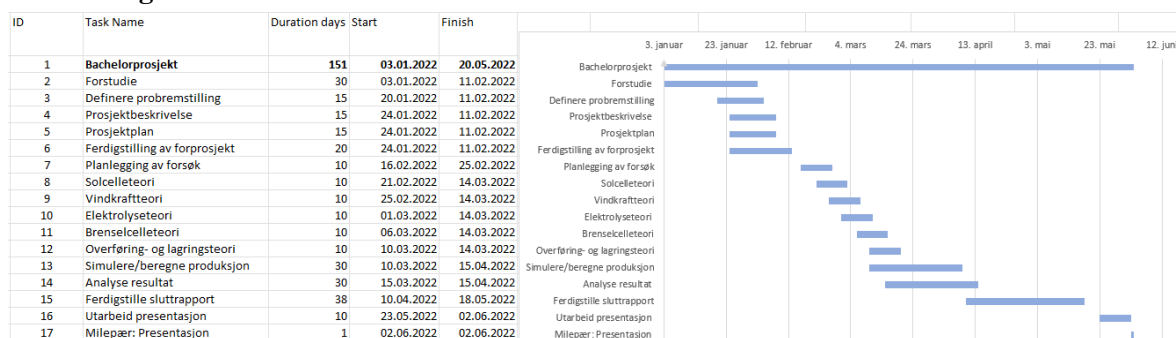 ID Task Name Duration days Start Finish
1 Bachelorprosjekt 151 03.01.2022 20.05.2022
2 Forstudie 30 03.01.2022 11.02.2022
3 Definere probremstilling 15 20.01.2022 11.02.2022
4 Prosjektbeskrivelse 15 24.01.2022 11.02.2022
5 Prosjektplan 15 24.01.2022 11.02.2022
6 Ferdigstilling av forprosjekt 20 24.01.2022 11.02.2022
7 Planlegging av forsøk 10 16.02.2022 25.02.2022
8 Solcelleteori 10 21.02.2022 14.03.2022
9 Vindkraftteori 10 25.02.2022 14.03.2022
10 Elektrolyseteori 10 01.03.2022 14.03.2022
11 Brenselcelleteori 10 06.03.2022 14.03.2022
12 Overføring- og lagringsteori 10 10.03.2022 14.03.2022
13 Simulere/beregne produksjon 30 10.03.2022 15.04.2022
14 Analyse resultat 30 15.03.2022 15.04.2022
15 Ferdigstille sluttrapport 38 10.04.2022 18.05.2022
16 Utarbeid presentasjon 10 23.05.2022 02.06.2022
17 Milepær: Presentasjon 1 02.06.2022 02.06.2022
3. januar 23. januar 12. februar 4. mars 24. mars 13. april 3. mai 23. mai 12. juni
Bachelorprosjekt
Forstudie
Definere probremstilling
Prosjektbeskrivelse
Prosjektplan
Ferdigstilling av forprosjekt
Planlegging av forsøk
Solcelleteori
Vindkraftteori
Elektrolyseteori
Brenselcelleteori
Overføring- og lagringsteori
Simulere/beregne produksjon
Analyse resultat
Ferdigstille sluttrapport
Utarbeid presentasjon
Milepær: Presentasjon